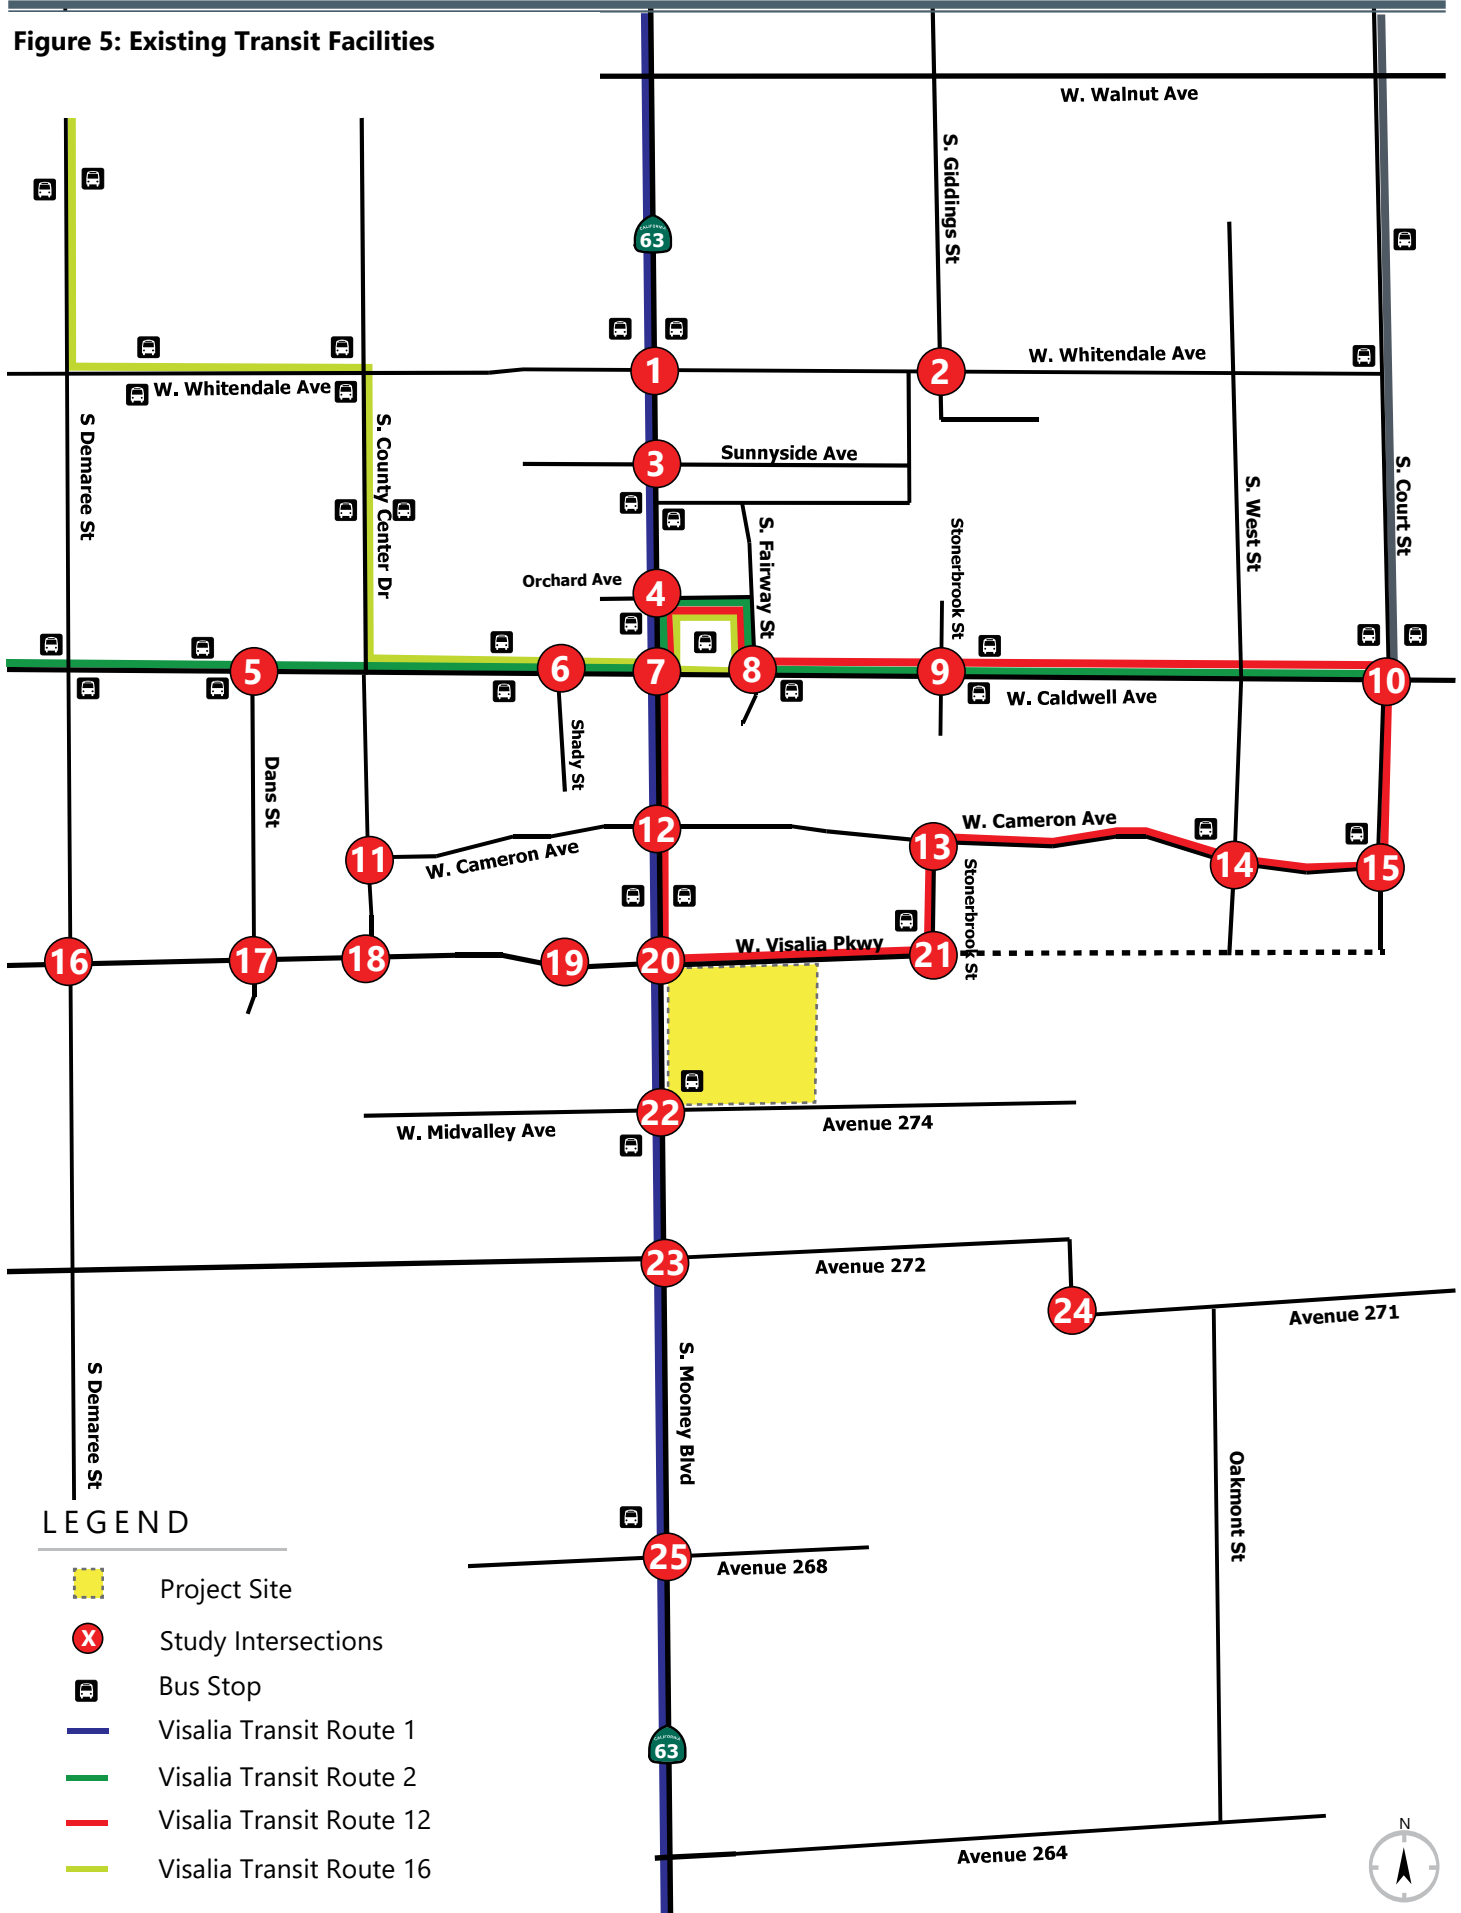 Figure 5: Existing Transit Facilities
W. Walnut Ave
S. Giddings St
CALIFORNIA
63
1
2
W. Whitendale Ave
W. Whitendale Ave
S Demaree St
S. County Center Dr
3
Sunnyside Ave
S. Fairway St
Stonerbrook St
S. West St
S. Court St
Orchard Ave
4
5
6
7
8
9
10
W. Caldwell Ave
Shady St
Dans St
11
W. Cameron Ave
12
13
W. Cameron Ave
14
15
Stonerbrook St
16
17
18
19
20
W. Visalia Pkwy
21
22
W. Midvalley Ave
Avenue 274
23
Avenue 272
24
Avenue 271
S Demaree St
S. Mooney Blvd
Oakmont St
25
Avenue 268
CALIFORNIA
63
Avenue 264
N
LEGEND
Project Site
X
Study Intersections
Bus Stop
Visalia Transit Route 1
Visalia Transit Route 2
Visalia Transit Route 12
Visalia Transit Route 16